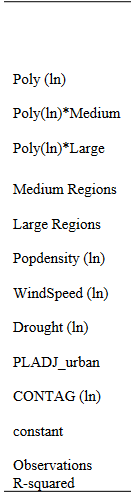 Poly (ln)
Poly(ln)*Medium
Poly(ln)*Large
Medium Regions
Large Regions
Popdensity (ln)
WindSpeed (ln)
Drought (ln)
PLADJ_urban
CONTAG (ln)
constant
Observations
R-squared